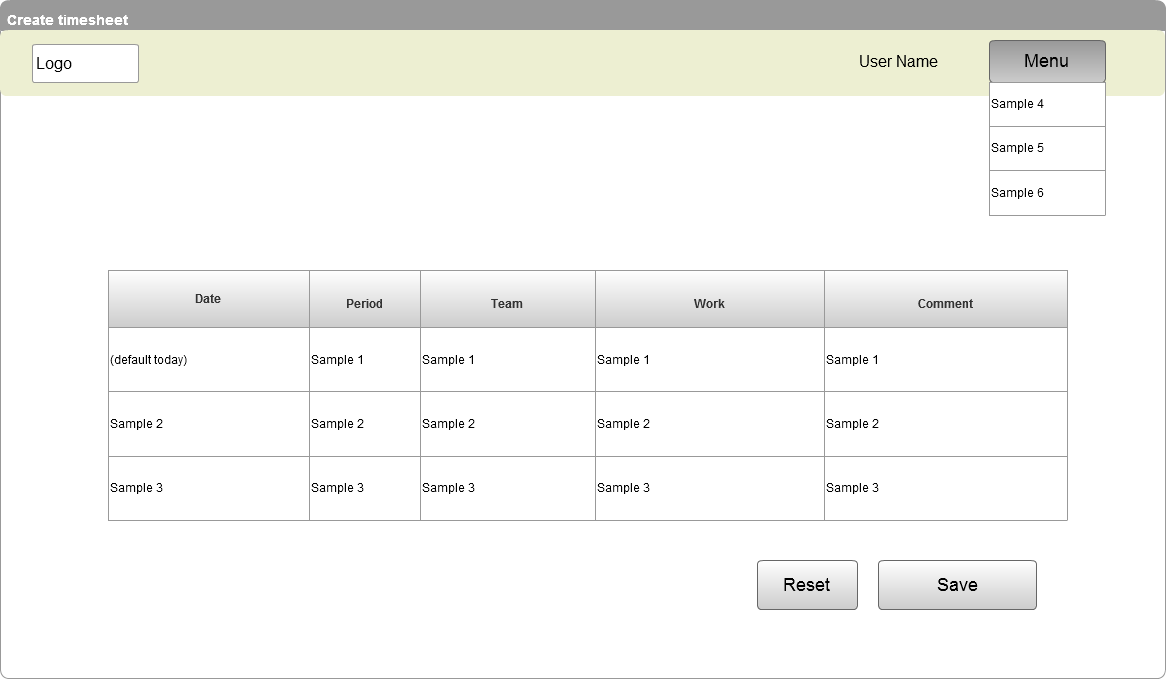 Create timesheet
Logo
User Name
Menu
Sample 4
Sample 5
Sample 6
Date Period Team Work Comment
(default today) Sample 1 Sample 1 Sample 1 Sample 1
Sample 2 Sample 2 Sample 2 Sample 2 Sample 2
Sample 3 Sample 3 Sample 3 Sample 3 Sample 3
Reset Save